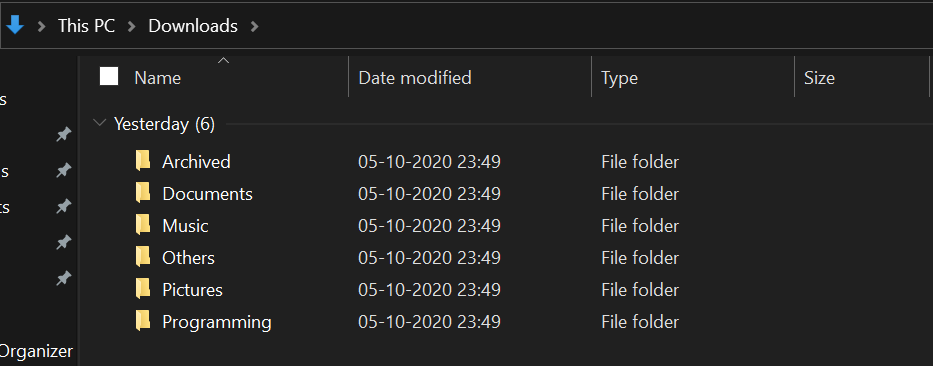 This PC Downloads
Name Date modified Type Size
s
Yesterday (6)
Archived 05-10-2020 23:49 File folder
s
Documents 05-10-2020 23:49 File folder
ts
Music 05-10-2020 23:49 File folder
Others 05-10-2020 23:49 File folder
Pictures 05-10-2020 23:49 File folder
Programming 05-10-2020 23:49 File folder
Organizer